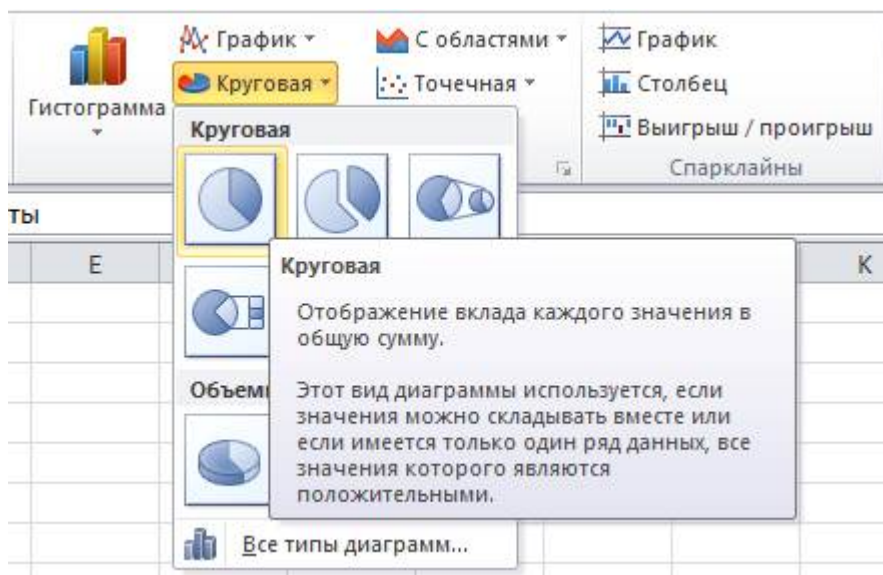 График
С областями
График
Круговая
Точечная
Столбец
Гистограмма
Выигрыш / проигрыш
Спарклайны
Круговая
ты
E
K
Круговая
Отображение вклада каждого значения в
общую сумму.
Этот вид диаграммы используется, если
значения можно складывать вместе или
если имеется только один ряд данных, все
значения которого являются
положительными.
Объем
Все типы диаграмм...